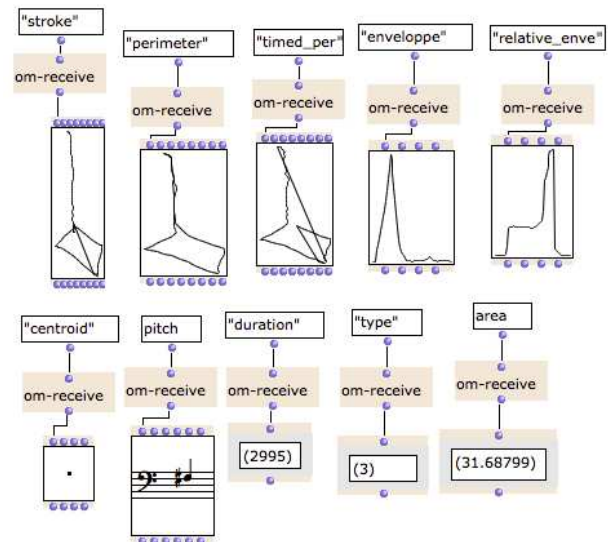 "stroke"
"perimeter"
"timed_per"
"enveloppe"
"relative_enve
om-receive
om-receive
om-receive
om-receive
om-receive
"centroid"
pitch
"duration"
"type"
area
om-receive
om-receive
om-receive
om-receive
om-receive
(2995)
(3)
(31.68799)